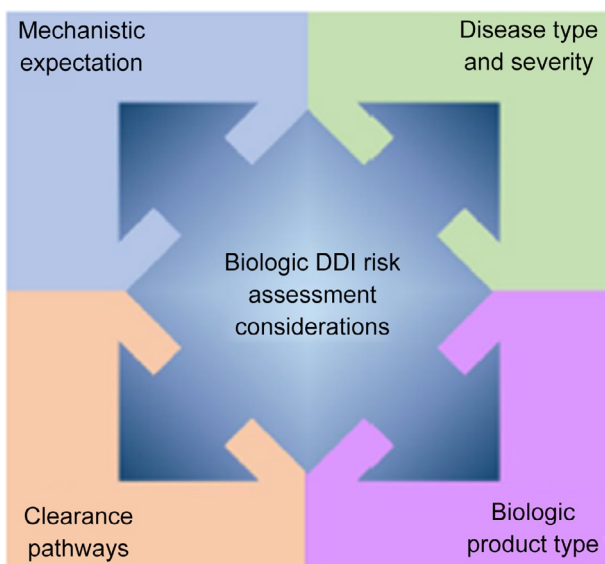 Mechanistic
expectation
Disease type
and severity
Biologic DDI risk
assessment
considerations
Clearance
pathways
Biologic
product type